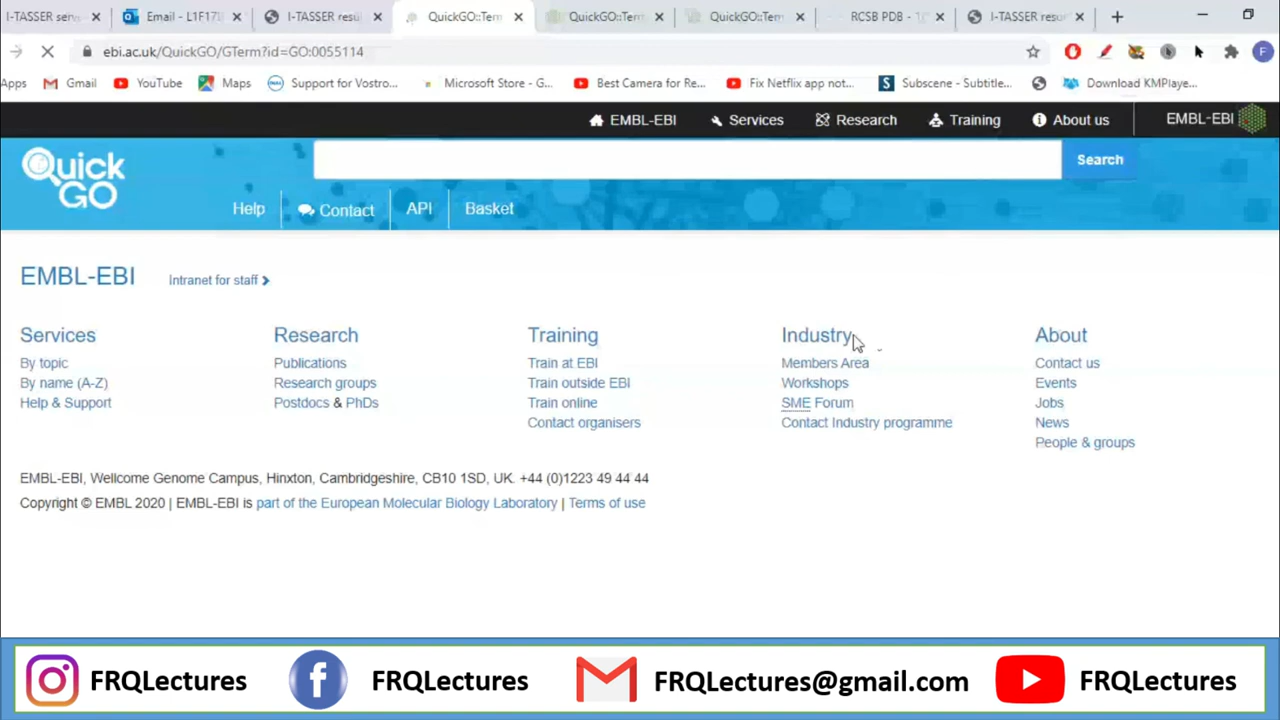 I-TASSER serv
Email - L1F17
I-TASSER resul
QuickGO::Term
QuickGO::Term
QuickGO::Term
RCSB PDB - 1
I-TASSER resul
ebi.ac.uk/QuickGO/GTerm?id=GO:0055114
F
Apps
Gmail
YouTube
Maps
Support for Vostro...
Microsoft Store - G...
Best Camera for Re...
Fix Netflix app not...
Subscene - Subtitle...
Download KMPlaye...
EMBL-EBI
Services
Research
Training
About us
EMBL-EBI
Quick GO
Search
Help
Contact
API
Basket
EMBL-EBI
Intranet for staff
Services
Research
Training
Industry
About
By topic
Publications
Train at EBI
Members Area
Contact us
By name (A-Z)
Research groups
Train outside EBI
Workshops
Events
Help & Support
Postdocs & PhDs
Train online
SME Forum
Jobs
Contact organisers
Contact Industry programme
News
People & groups
EMBL-EBI, Wellcome Genome Campus, Hinxton, Cambridgeshire, CB10 1SD, UK. +44 (0)1223 49 44 44
Copyright © EMBL 2020 | EMBL-EBI is part of the European Molecular Biology Laboratory | Terms of use
FRQLectures
FRQLectures
FRQLectures@gmail.com
FRQLectures